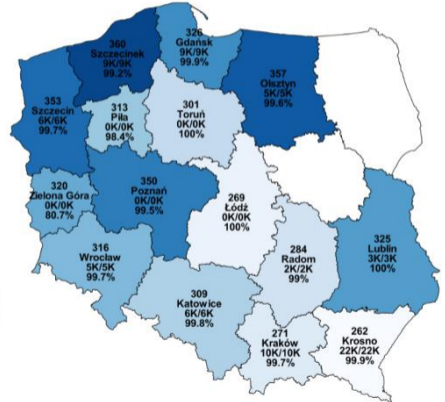 360
Szczecinek
9K/9K
99.2%
326
Gdańsk
9K/9K
99.9%
357
Olsztyn
5K/5K
99.6%
353
Szczecin
6K/6K
99.7%
313
Piła
0K/0K
98.4%
301
Toruń
0K/0K
100%
320
Zielona Góra
0K/0K
80.7%
350
Poznań
0K/0K
99.5%
269
Łódź
0K/0K
100%
325
Lublin
3K/3K
100%
316
Wrocław
5K/5K
99.7%
284
Radom
2K/2K
99%
309
Katowice
6K/6K
99.8%
271
Kraków
10K/10K
99.7%
262
Krosno
22K/22K
99.9%